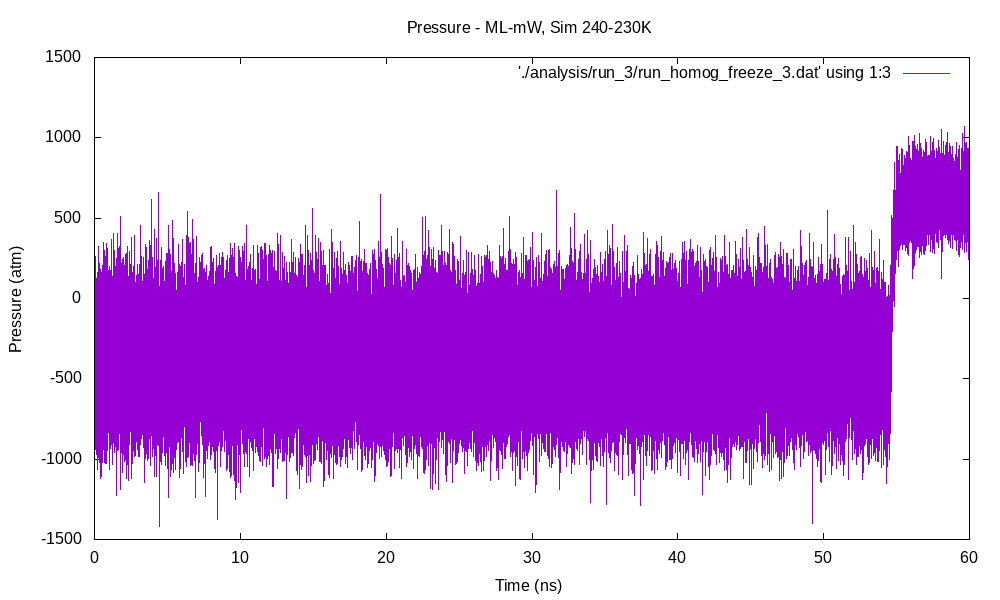 Pressure - ML-mW, Sim 240-230K
'./analysis/run_3/run_homog_freeze_3.dat' using 1:3
1500
1000
500
0
-500
-1000
-1500
Pressure (atm)
0 10 20 30 40 50 60
Time (ns)